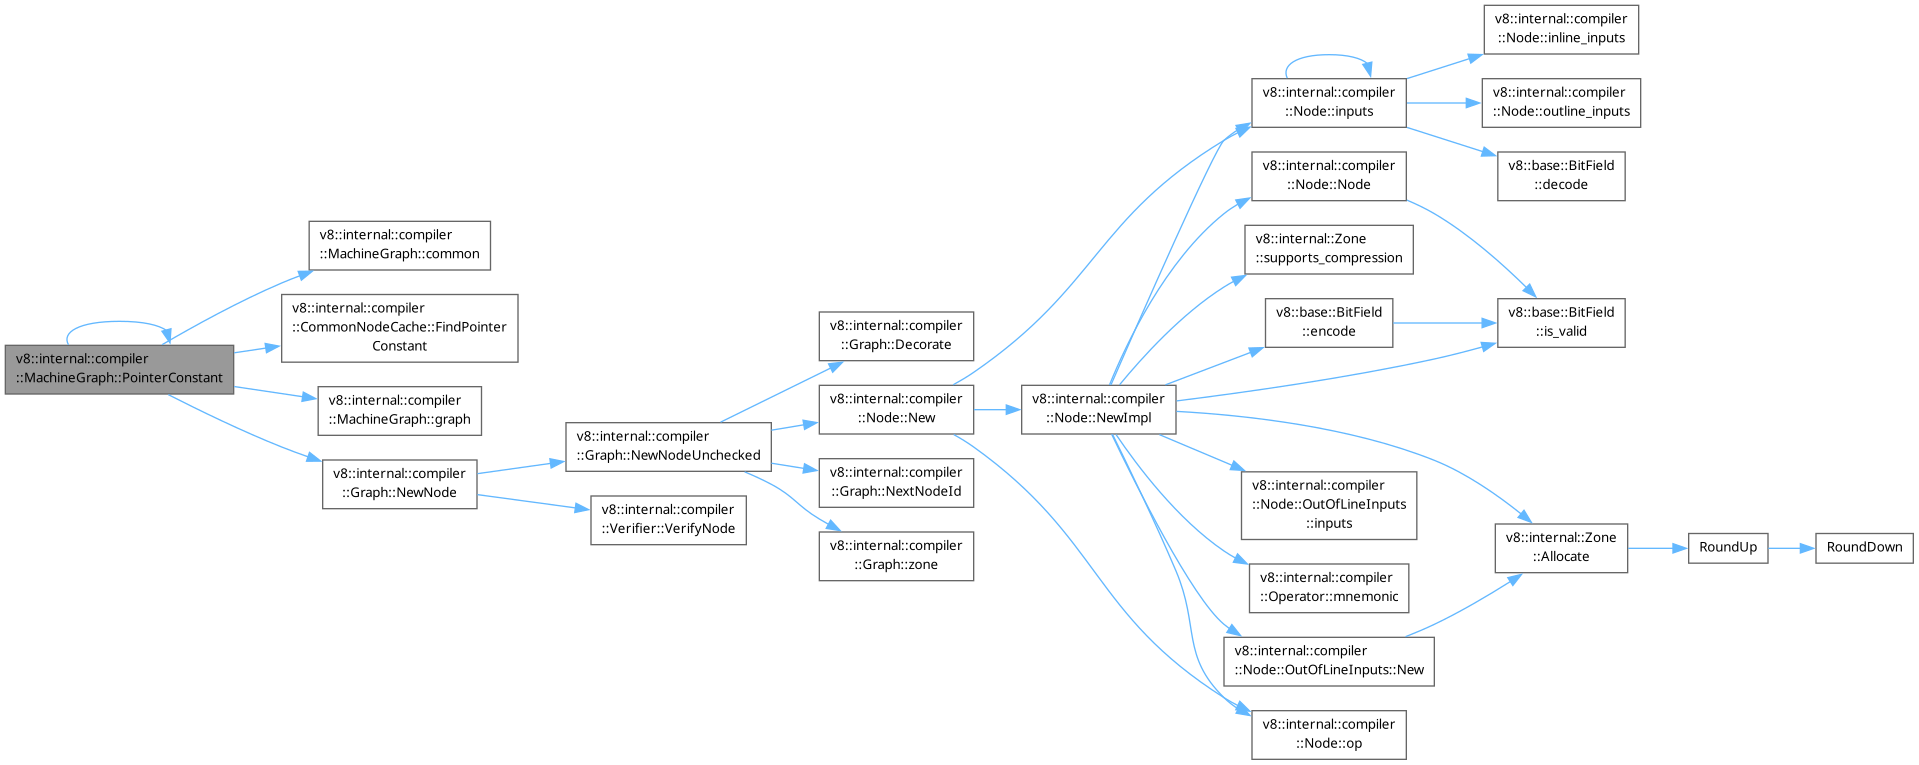 v8::internal::compiler
::MachineGraph::PointerConstant
v8::internal::compiler
::MachineGraph::common
v8::internal::compiler
::CommonNodeCache::FindPointer
Constant
v8::internal::compiler
::MachineGraph::graph
v8::internal::compiler
::Graph::NewNode
v8::internal::compiler
::Graph::NewNodeUnchecked
v8::internal::compiler
::Verifier::VerifyNode
v8::internal::compiler
::Graph::Decorate
v8::internal::compiler
::Node::New
v8::internal::compiler
::Graph::NextNodeId
v8::internal::compiler
::Graph::zone
v8::internal::compiler
::Node::NewImpl
v8::internal::compiler
::Node::inputs
v8::internal::compiler
::Node::Node
v8::internal::Zone
::supports_compression
v8::base::BitField
::encode
v8::internal::compiler
::Node::OutOfLineInputs
::inputs
v8::internal::compiler
::Operator::mnemonic
v8::internal::compiler
::Node::OutOfLineInputs::New
v8::internal::compiler
::Node::op
v8::internal::compiler
::Node::inline_inputs
v8::internal::compiler
::Node::outline_inputs
v8::base::BitField
::decode
v8::base::BitField
::is_valid
v8::internal::Zone
::Allocate
RoundUp
RoundDown